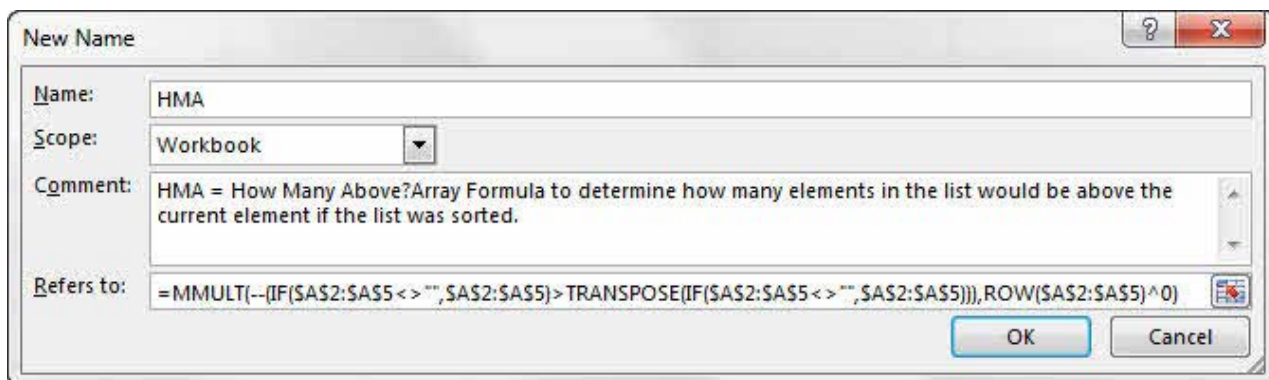 New Name
Name: HMA
Scope: Workbook
Comment: HMA = How Many Above?Array Formula to determine how many elements in the list would be above the
current element if the list was sorted.
Refers to: =MMULT(--(IF($A$2:$A$5<>"",$A$2:$A$5)>TRANSPOSE(IF($A$2:$A$5<>"",$A$2:$A$5))),ROW($A$2:$A$5)^0)
OK Cancel